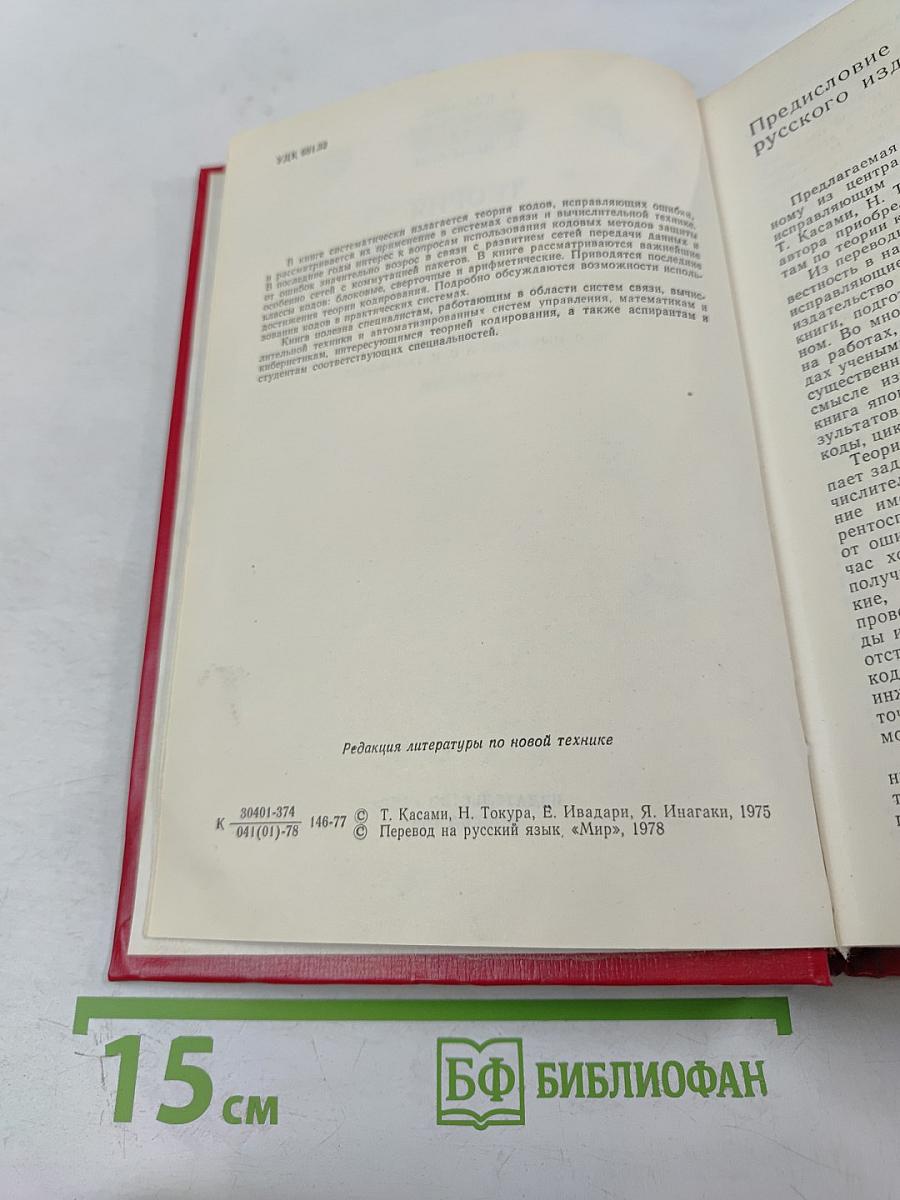 УДК 681.32
В книге систематически излагается теория кодов, исправляющих ошибки,
и рассматривается их применение в системах связи и вычислительной технике.
В последние годы интерес к вопросам использования кодовых методов защиты
от ошибок значительно возрос в связи с развитием сетей передачи данных и
особенно сетей с коммутацией пакетов. В книге рассматриваются важнейшие
классы кодов: блоковые, сверточные и арифметические. Приводятся последние
достижения теории кодирования. Подробно обсуждаются возможности исполь-
зования кодов в практических системах.
Книга полезна специалистам, работающим в области систем связи, вычис-
лительной техники и автоматизированных систем управления, математикам и
кибернетикам, интересующимся теорией кодирования, а также аспирантам и
студентам соответствующих специальностей.
Редакция литературы по новой технике
К 30401-374
041(01)-78 146-77
© Т. Касами, Н. Токура, Ё. Ивадари, Я. Инагаки, 1975
© Перевод на русский язык, «Мир», 1978
Предисловие
русского изд
Предлагаемая
ному из центра
исправляющим
Т. Касами, Н. Т
автора приобре
там по теории к
Из переводн
вестность в на
исправляющие
издательство
книги, подгот
ном. Во мно
на работах,
дах ученым
существенн
смысле из
книга япо
зультатов
коды, цик
Теори
пает зад
числител
ние им
рентосп
от оши
час хо
получ
кие,
прове
ды и
отст
код
инж
точ
мо
н
т
15 см
БФ БИБЛИОФАН